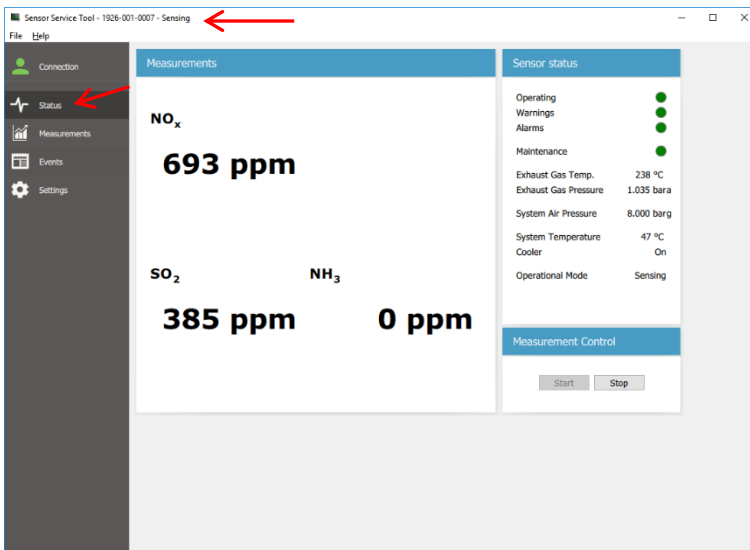 Sensor Service Tool - 1926-001-0007 - Sensing
File Help
Connection
Status
Measurements
Events
Settings
Measurements
NOx
693 ppm
SO2
385 ppm
NH3
0 ppm
Sensor status
Operating
Warnings
Alarms
Maintenance
Exhaust Gas Temp. 238 ºC
Exhaust Gas Pressure 1.035 bara
System Air Pressure 8.000 barg
System Temperature 47 ºC
Cooler On
Operational Mode Sensing
Measurement Control
Start Stop